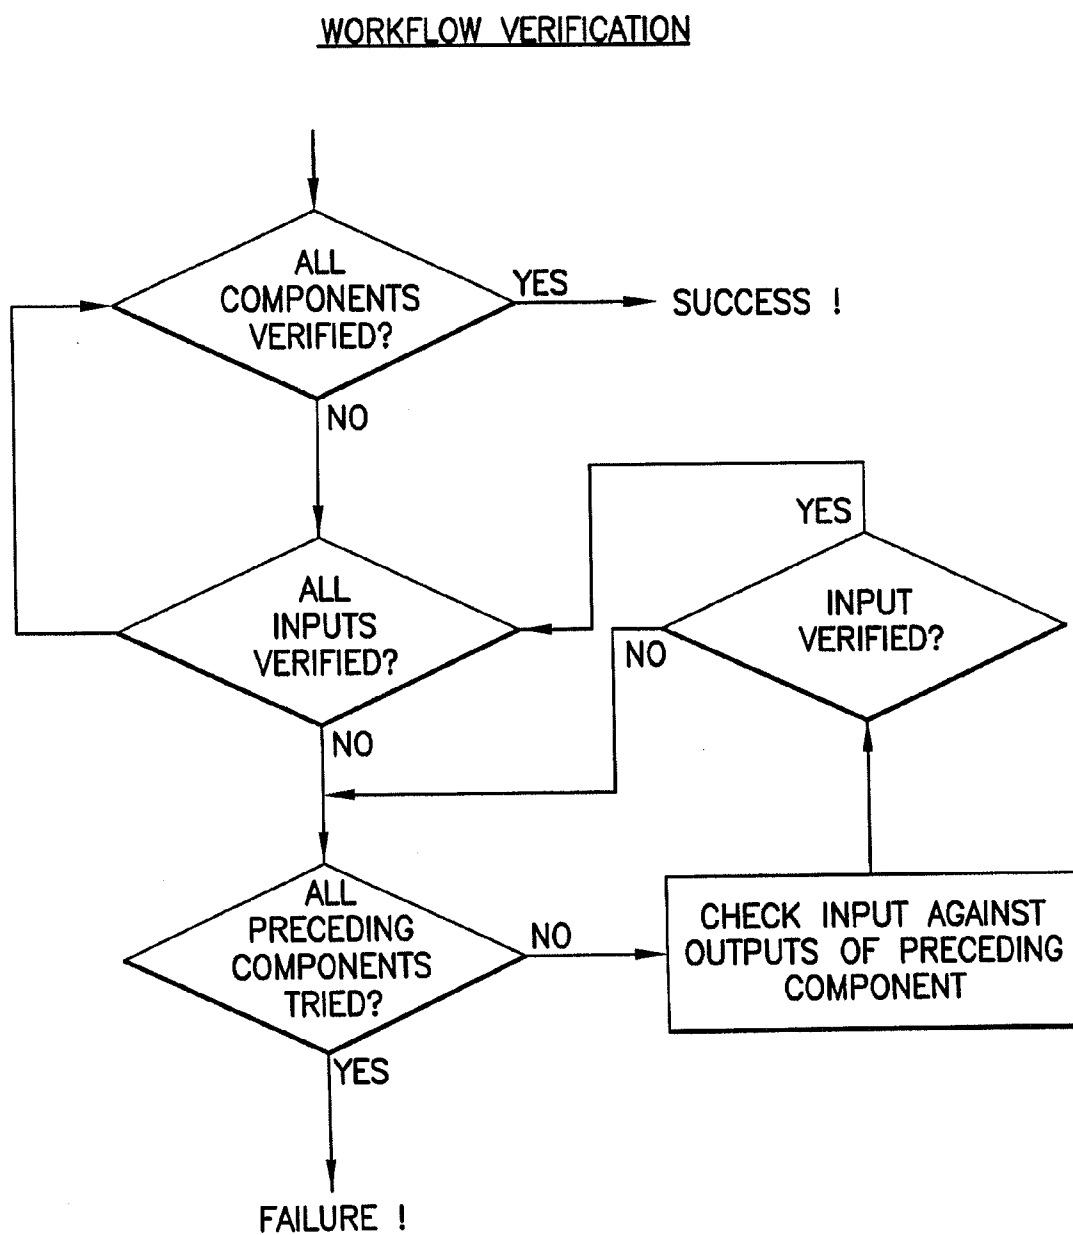 WORKFLOW VERIFICATION
ALL
COMPONENTS
VERIFIED?
YES
SUCCESS !
NO
YES
ALL
INPUTS
VERIFIED?
INPUT
VERIFIED?
NO
NO
ALL
PRECEDING
COMPONENTS
TRIED?
NO
CHECK INPUT AGAINST
OUTPUTS OF PRECEDING
COMPONENT
YES
FAILURE !